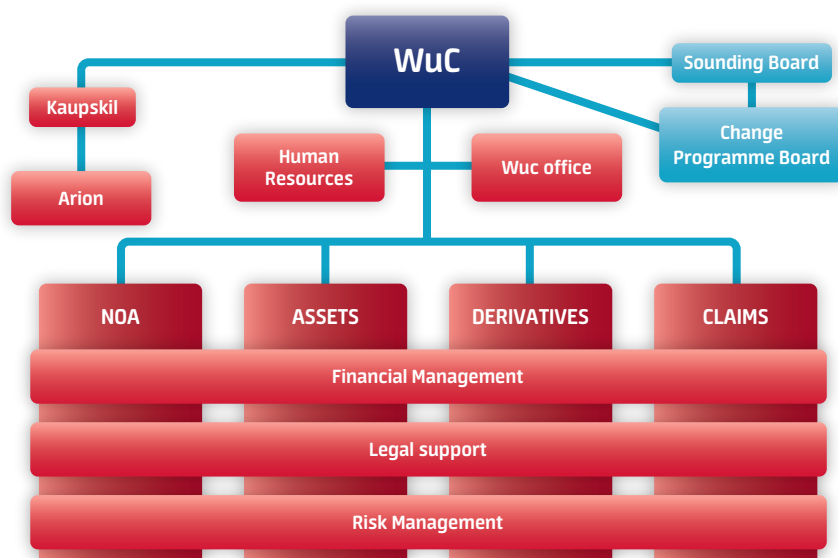 WuC
Sounding Board
Kaupskil
Change
Programme Board
Human
Resources
Wuc office
Arion
NOA
ASSETS
DERIVATIVES
CLAIMS
Financial Management
Legal support
Risk Management